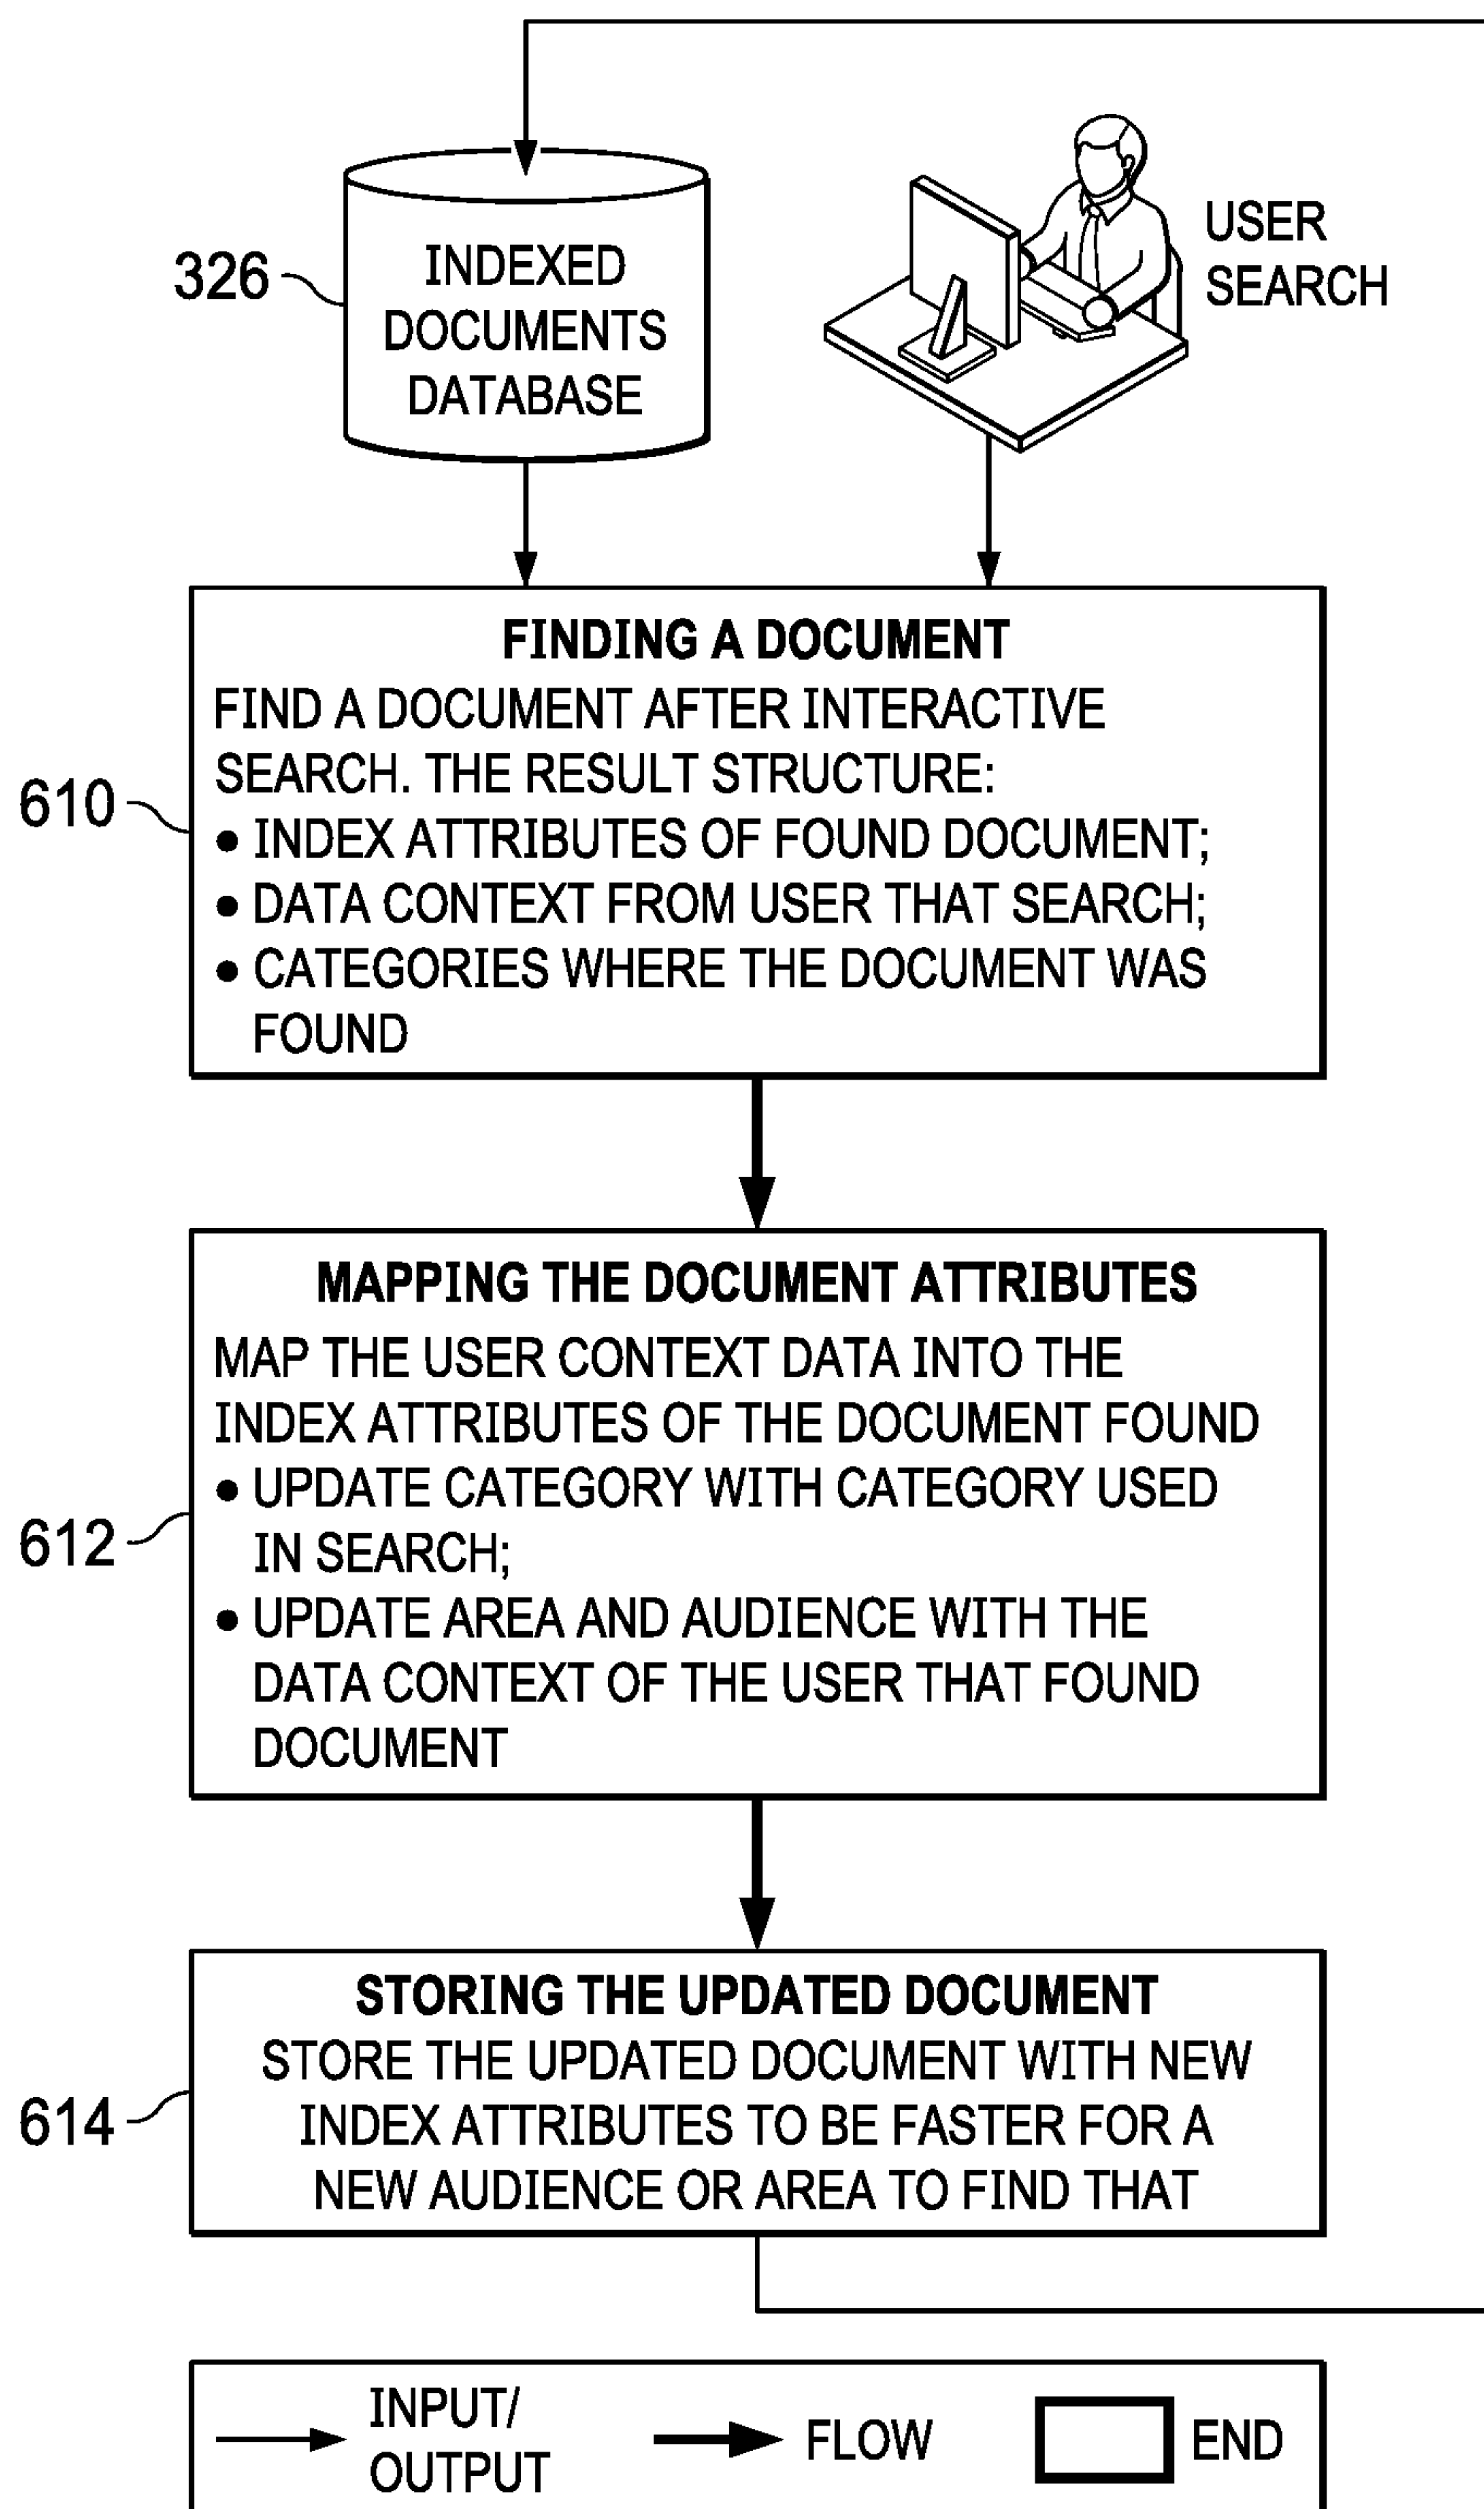 326
INDEXED
DOCUMENTS
DATABASE
USER
SEARCH
610
FINDING A DOCUMENT
FIND A DOCUMENT AFTER INTERACTIVE
SEARCH. THE RESULT STRUCTURE:
● INDEX ATTRIBUTES OF FOUND DOCUMENT;
● DATA CONTEXT FROM USER THAT SEARCH;
● CATEGORIES WHERE THE DOCUMENT WAS
FOUND
612
MAPPING THE DOCUMENT ATTRIBUTES
MAP THE USER CONTEXT DATA INTO THE
INDEX ATTRIBUTES OF THE DOCUMENT FOUND
● UPDATE CATEGORY WITH CATEGORY USED
IN SEARCH;
● UPDATE AREA AND AUDIENCE WITH THE
DATA CONTEXT OF THE USER THAT FOUND
DOCUMENT
614
STORING THE UPDATED DOCUMENT
STORE THE UPDATED DOCUMENT WITH NEW
INDEX ATTRIBUTES TO BE FASTER FOR A
NEW AUDIENCE OR AREA TO FIND THAT
INPUT/
OUTPUT
FLOW
END